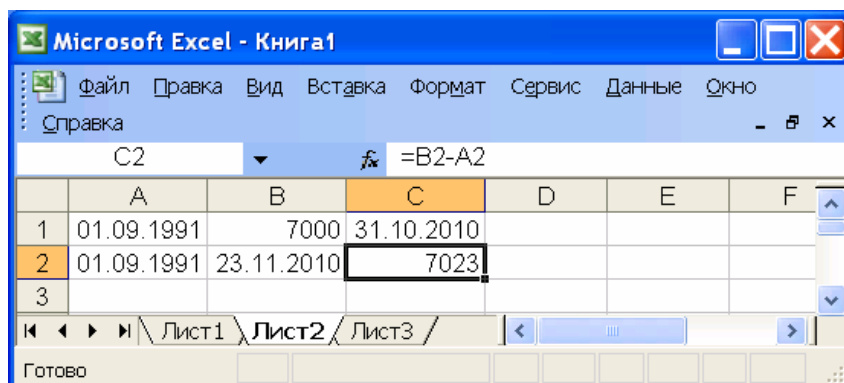 Microsoft Excel - Книга1
Файл Правка Вид Вставка Формат Сервис Данные Окно
Справка
C2 fx =B2-A2
A B C D E F
1 01.09.1991 7000 31.10.2010
2 01.09.1991 23.11.2010 7023
3
Лист1 Лист2 Лист3
Готово